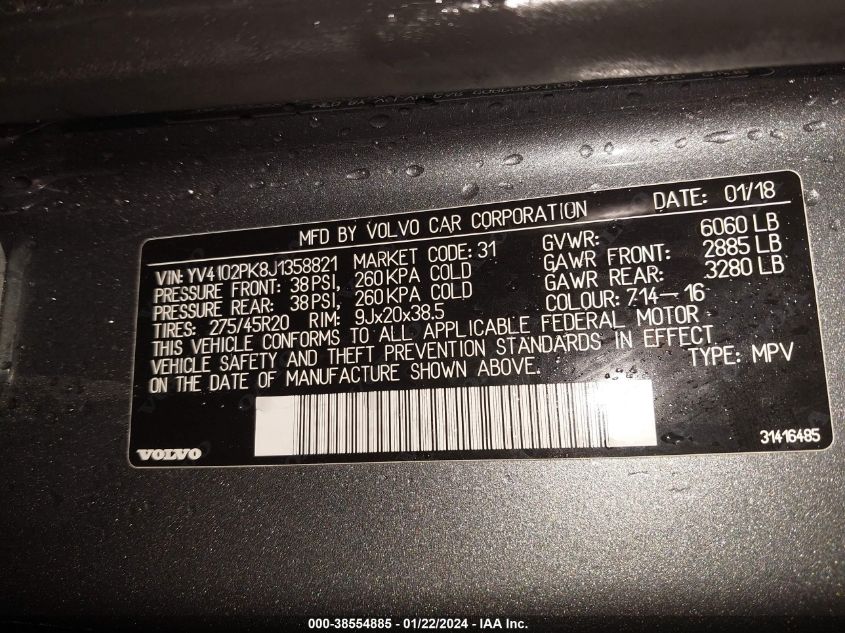 MFD BY VOLVO CAR CORPORATION DATE: 01/18
VIN: YV4102PK8J1358821 MARKET CODE: 31 GVWR: 6060 LB
PRESSURE FRONT: 38PSI, 260KPA COLD GAWR FRONT: 2885 LB
PRESSURE REAR: 38PSI, 260KPA COLD GAWR REAR: 3280 LB
TIRES: 275/45R20 RIM: 9Jx20x38.5 COLOUR: 714-16
THIS VEHICLE CONFORMS TO ALL APPLICABLE FEDERAL MOTOR
VEHICLE SAFETY AND THEFT PREVENTION STANDARDS IN EFFECT
ON THE DATE OF MANUFACTURE SHOWN ABOVE. TYPE: MPV
VOLVO 31416485
000-38554885 - 01/22/2024 - IAA Inc.